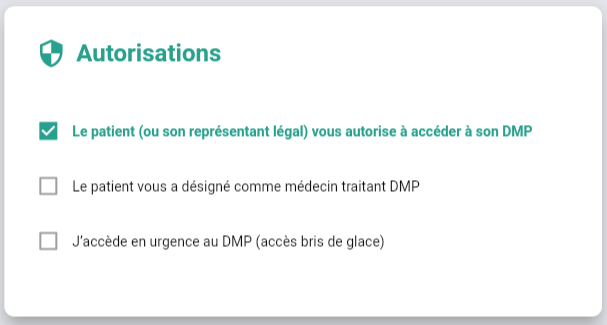 Autorisations
Le patient (ou son représentant légal) vous autorise à accéder à son DMP
Le patient vous a désigné comme médecin traitant DMP
J'accède en urgence au DMP (accès bris de glace)